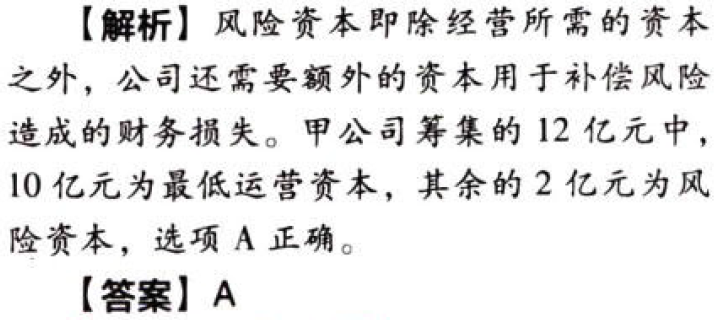 【解析】风险资本即除经营所需的资本
之外，公司还需要额外的资本用于补偿风险
造成的财务损失。甲公司筹集的 12 亿元中，
10 亿元为最低运营资本，其余的 2 亿元为风
险资本，选项 A 正确。
【答案】A